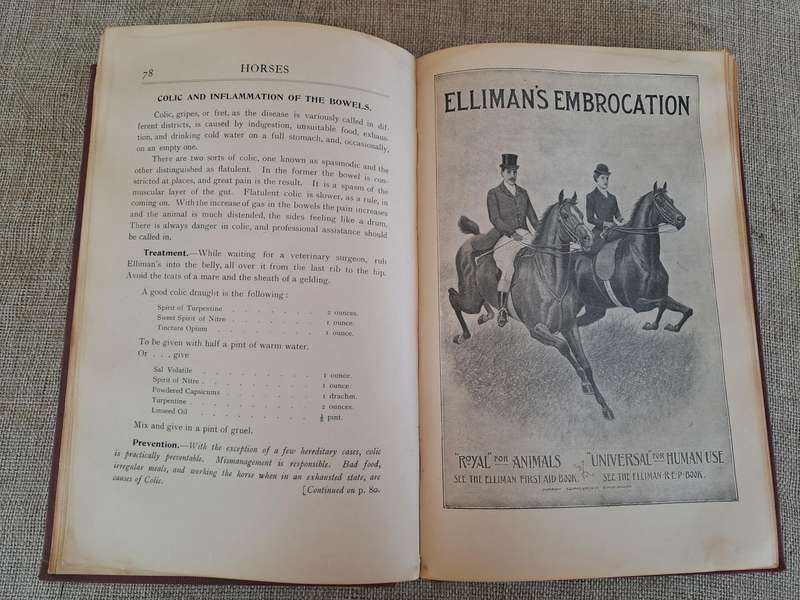 78 HORSES
COLIC AND INFLAMMATION OF THE BOWELS.
Colic, gripes, or fret, as the disease is variously called in dif-
ferent districts, is caused by indigestion, unsuitable food, exhaus-
tion, and drinking cold water on a full stomach, and, occasionally,
on an empty one.
There are two sorts of colic, one known as spasmodic and the
other distinguished as flatulent. In the former the bowel is con-
stricted at places, and great pain is the result. It is a spasm of the
muscular layer of the gut. Flatulent colic is slower, as a rule, in
coming on. With the increase of gas in the bowels the pain increases
and the animal is much distended, the sides feeling like a drum.
There is always danger in colic, and professional assistance should
be called in.
Treatment.—While waiting for a veterinary surgeon, rub
Elliman's into the belly, all over it from the last rib to the hip.
Avoid the teats of a mare and the sheath of a gelding.
A good colic draught is the following:
Spirit of Turpentine . . . . . . . 2 ounces.
Sweet Spirit of Nitre . . . . . . . 1 ounce.
Tinctura Opium . . . . . . . 1 ounce.
To be given with half a pint of warm water.
Or . . . give
Sal Volatile . . . . . . . 1 ounce.
Spirit of Nitre . . . . . . . 1 ounce.
Powdered Capsicums . . . . . . . 1 drachm.
Turpentine . . . . . . . 2 ounces.
Linseed Oil . . . . . . . ½ pint.
Mix and give in a pint of gruel.
Prevention.—With the exception of a few hereditary cases, colic
is practically preventable. Mismanagement is responsible. Bad food,
irregular meals, and working the horse when in an exhausted state, are
causes of Colic.
[Continued on p. 80.
ELLIMAN'S EMBROCATION
"ROYAL" FOR ANIMALS
SEE THE ELLIMAN FIRST AID BOOK.
"UNIVERSAL" FOR HUMAN USE
SEE THE ELLIMAN R.E.P. BOOK.